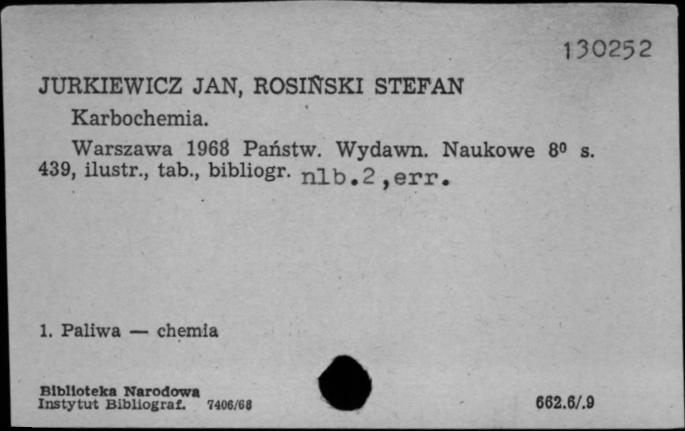 130252
JURKIEWICZ JAN, ROSIŃSKI STEFAN
Karbochemia.
Warszawa 1968 Państw. Wydawn. Naukowe 8⁰ s.
439, ilustr., tab., bibliogr. nlb.2,err.
1. Paliwa — chemia
Biblioteka Narodowa
Instytut Bibliograf. 7406/68
662.6/.9